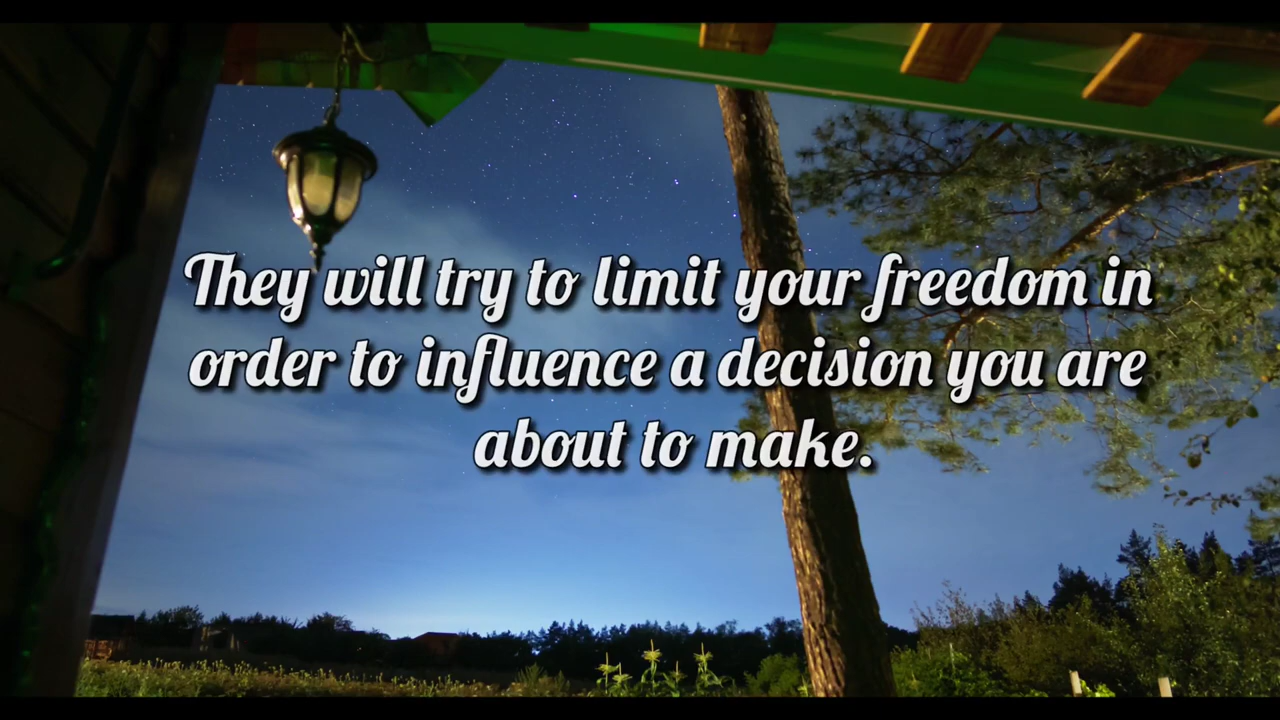 They will try to limit your freedom in
order to influence a decision you are
about to make.